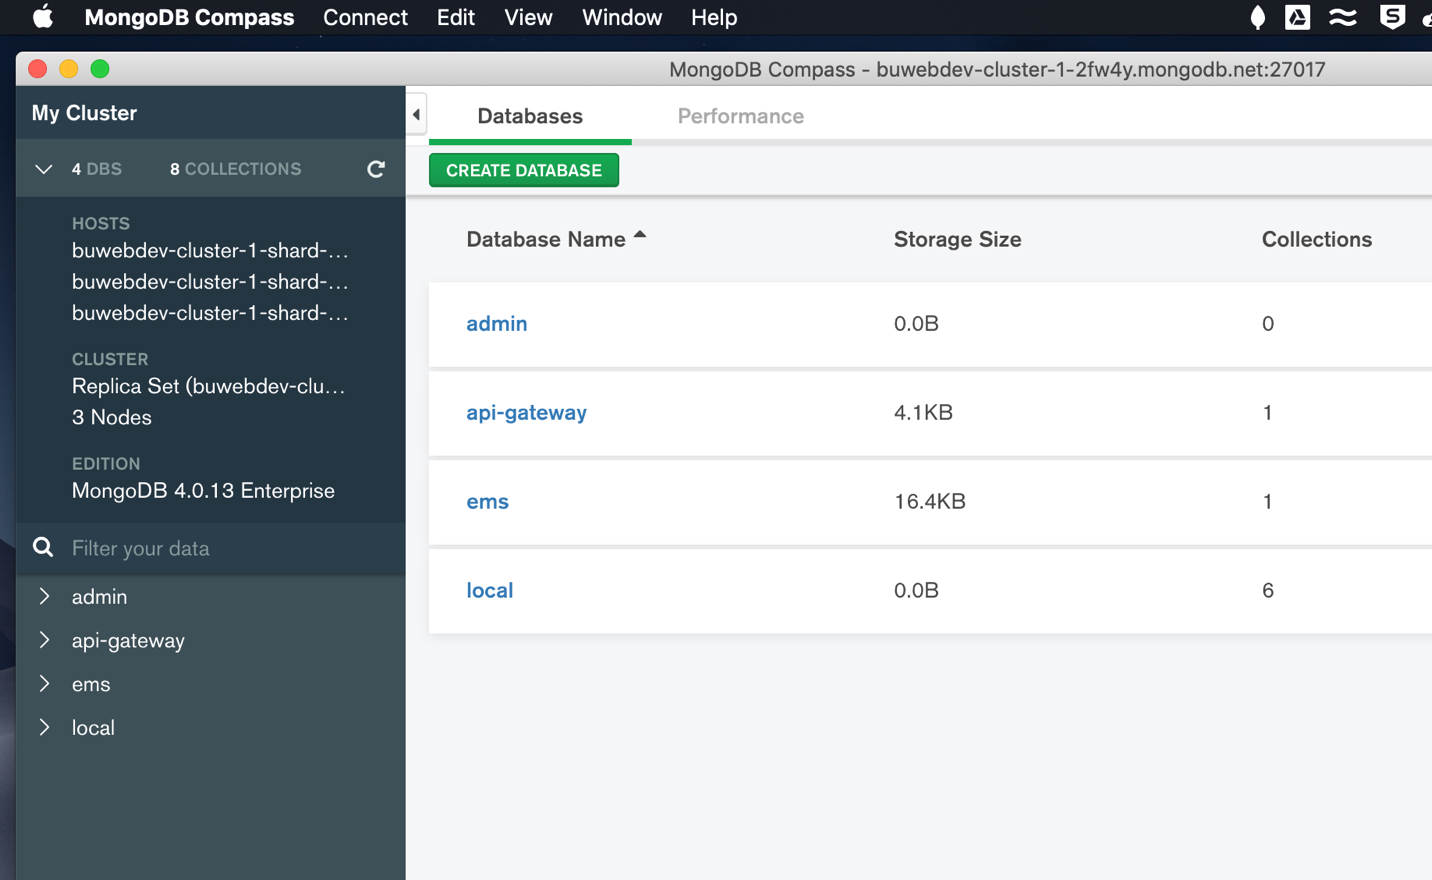 MongoDB Compass Connect Edit View Window Help
MongoDB Compass - buwebdev-cluster-1-2fw4y.mongodb.net:27017
My Cluster
4 DBS 8 COLLECTIONS
HOSTS
buwebdev-cluster-1-shard-...
buwebdev-cluster-1-shard-...
buwebdev-cluster-1-shard-...
CLUSTER
Replica Set (buwebdev-clu...
3 Nodes
EDITION
MongoDB 4.0.13 Enterprise
Filter your data
admin
api-gateway
ems
local
Databases Performance
CREATE DATABASE
Database Name Storage Size Collections
admin 0.0B 0
api-gateway 4.1KB 1
ems 16.4KB 1
local 0.0B 6